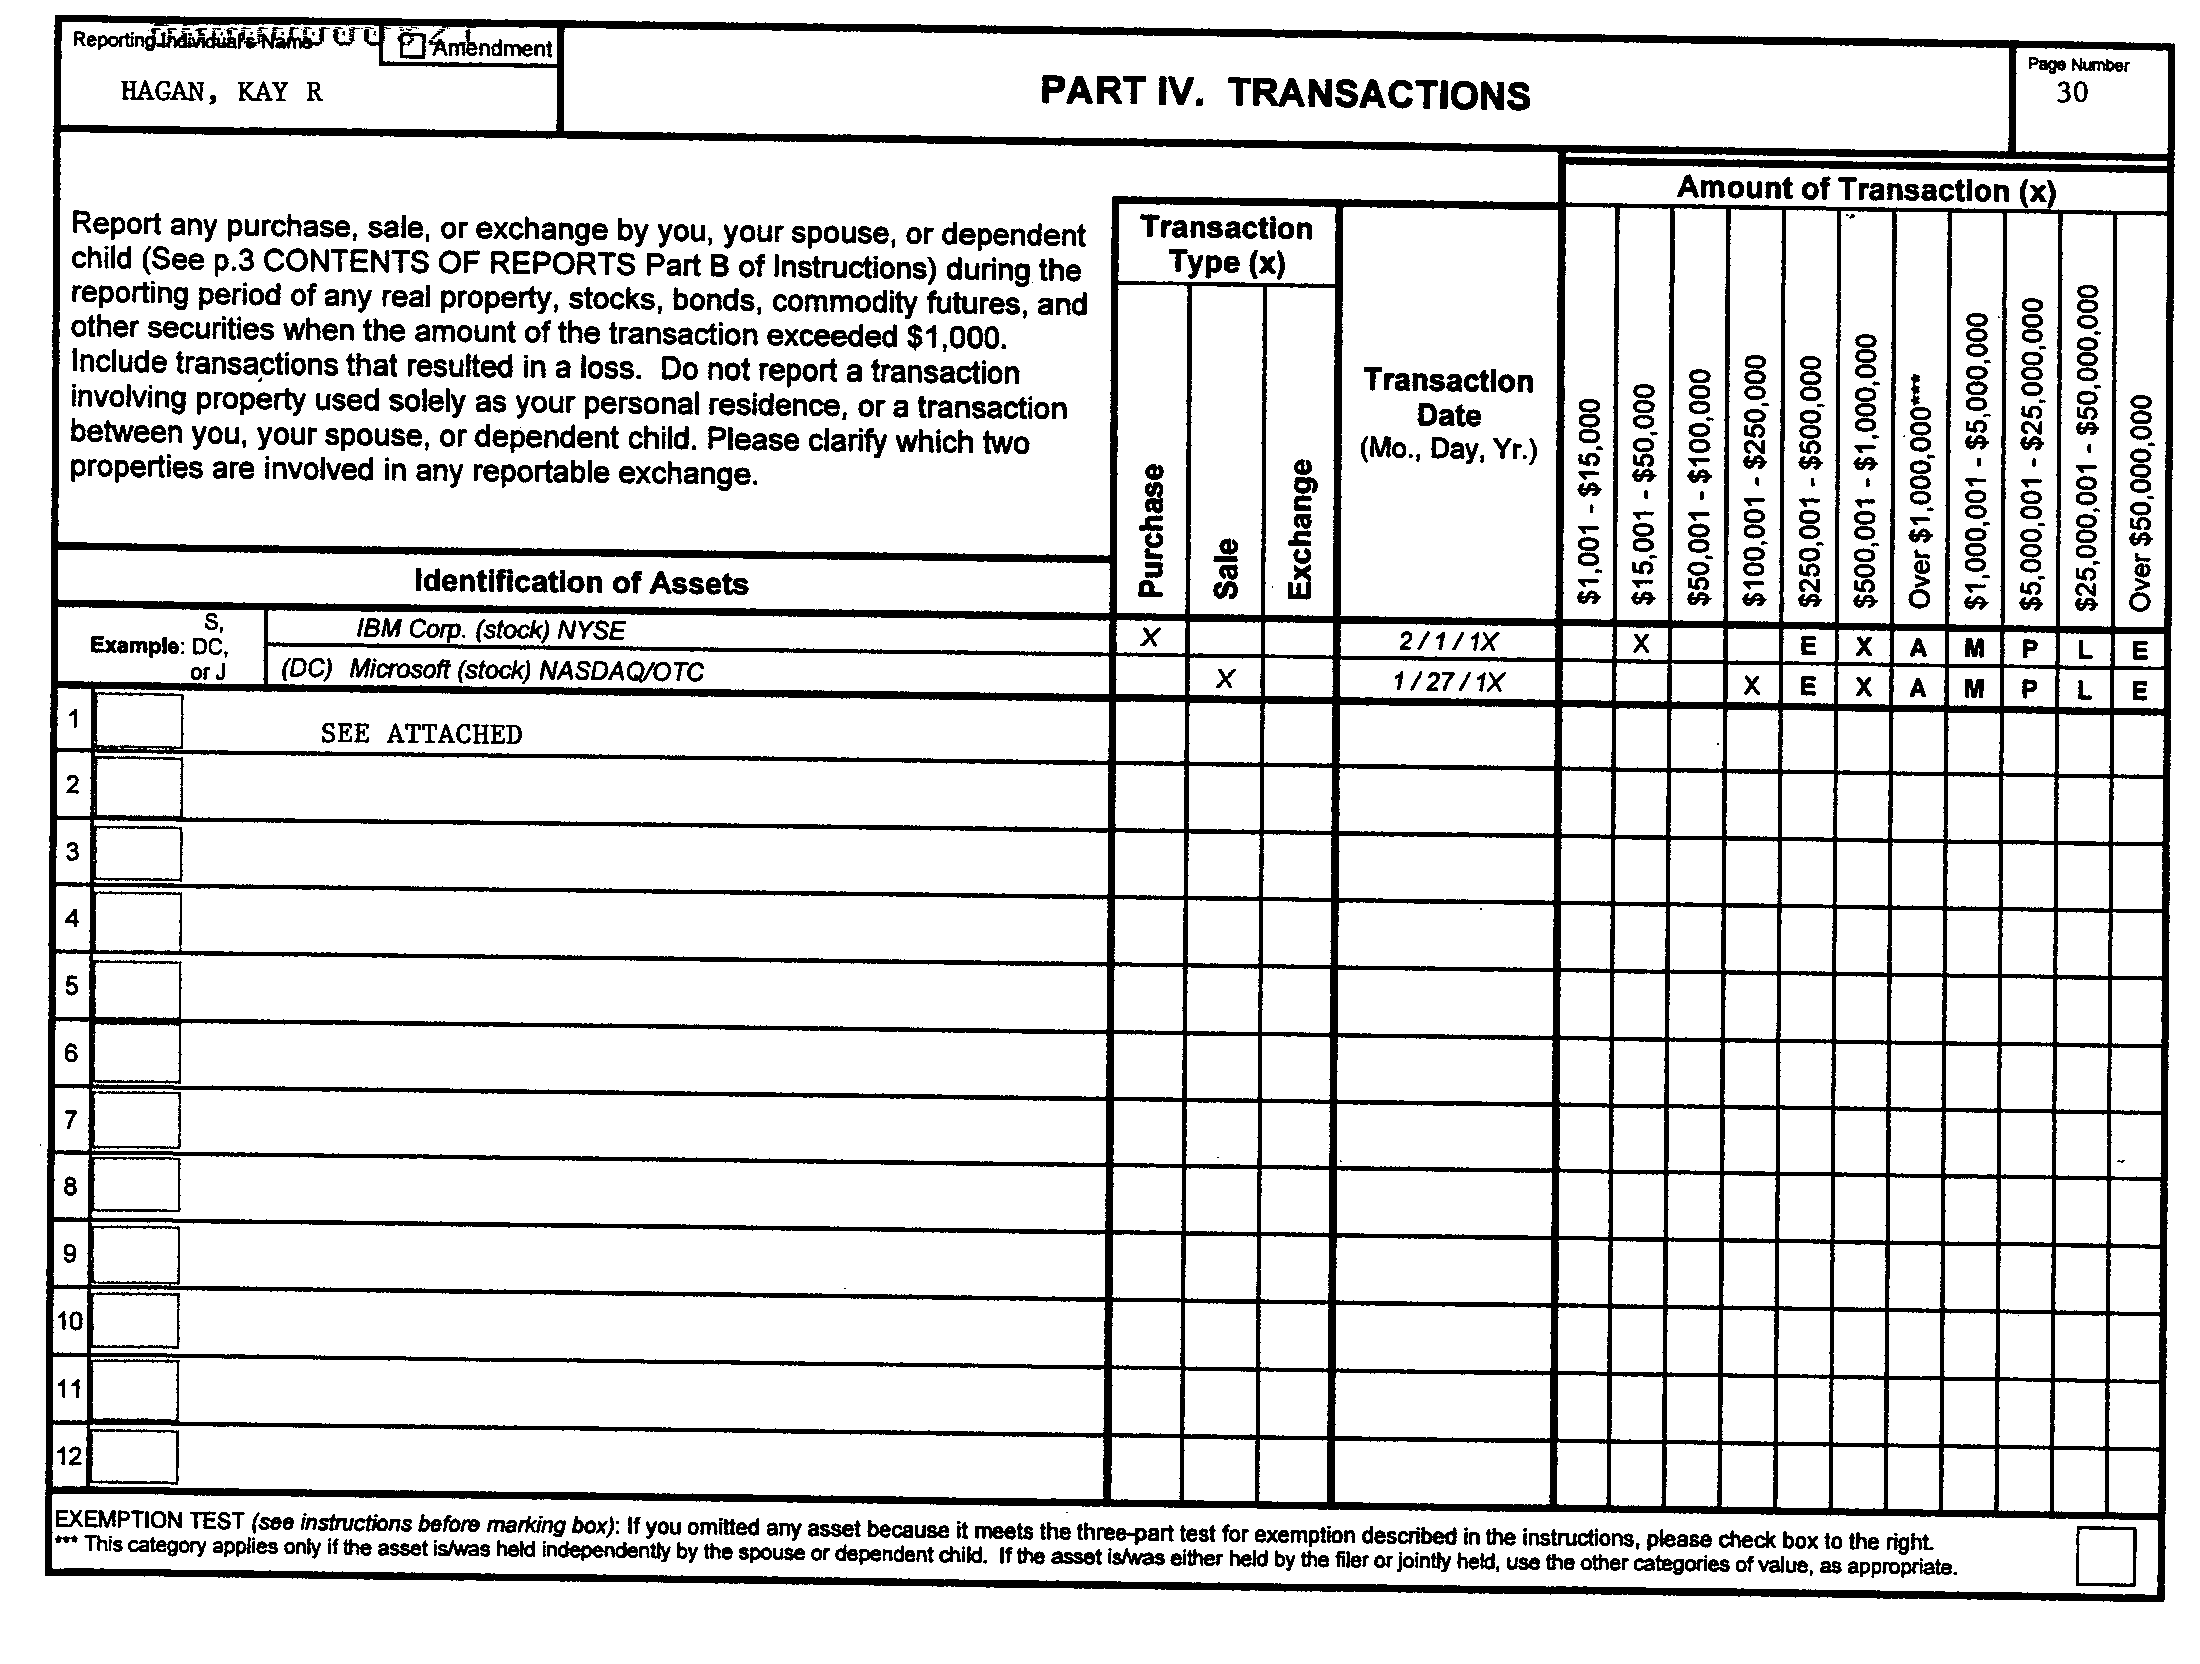 Reporting Individual's Name
Amendment
HAGAN, KAY R
PART IV. TRANSACTIONS
Page Number
30
Report any purchase, sale, or exchange by you, your spouse, or dependent
child (See p.3 CONTENTS OF REPORTS Part B of Instructions) during the
reporting period of any real property, stocks, bonds, commodity futures, and
other securities when the amount of the transaction exceeded $1,000.
Include transactions that resulted in a loss. Do not report a transaction
involving property used solely as your personal residence, or a transaction
between you, your spouse, or dependent child. Please clarify which two
properties are involved in any reportable exchange.
Identification of Assets
Transaction
Type (x)
Purchase
Sale
Exchange
Transaction
Date
(Mo., Day, Yr.)
Amount of Transaction (x)
$1,001 - $15,000
$15,001 - $50,000
$50,001 - $100,000
$100,001 - $250,000
$250,001 - $500,000
$500,001 - $1,000,000
Over $1,000,000***
$1,000,001 - $5,000,000
$5,000,001 - $25,000,000
$25,000,001 - $50,000,000
Over $50,000,000
Example: S, DC, or J
IBM Corp. (stock) NYSE X 2 / 1 / 1X X E X A M P L E
(DC) Microsoft (stock) NASDAQ/OTC X 1 / 27 / 1X X E X A M P L E
1 SEE ATTACHED
2
3
4
5
6
7
8
9
10
11
12
EXEMPTION TEST (see instructions before marking box): If you omitted any asset because it meets the three-part test for exemption described in the instructions, please check box to the right.
*** This category applies only if the asset is/was held independently by the spouse or dependent child. If the asset is/was either held by the filer or jointly held, use the other categories of value, as appropriate.